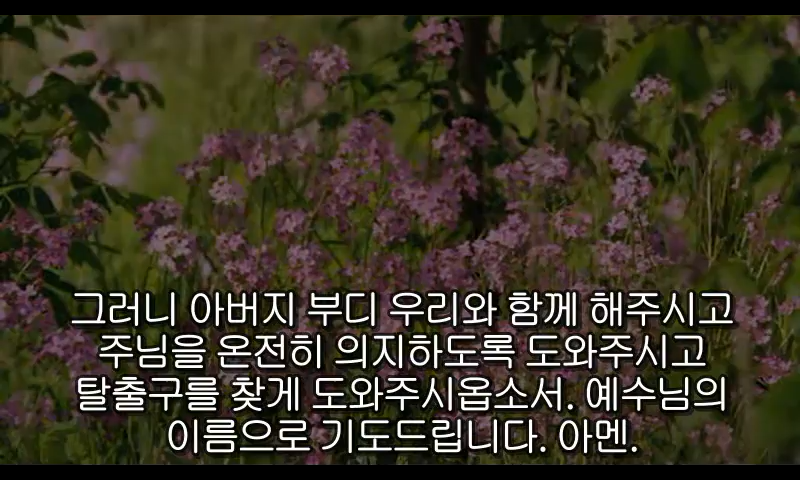 그러니 아버지 부디 우리와 함께 해주시고
주님을 온전히 의지하도록 도와주시고
탈출구를 찾게 도와주시옵소서. 예수님의
이름으로 기도드립니다. 아멘.